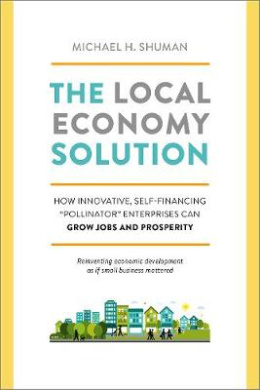 MICHAEL H. SHUMAN
THE LOCAL
ECONOMY
SOLUTION
HOW INNOVATIVE, SELF-FINANCING
"POLLINATOR" ENTERPRISES CAN
GROW JOBS AND PROSPERITY
Reinventing economic development
as if small business mattered